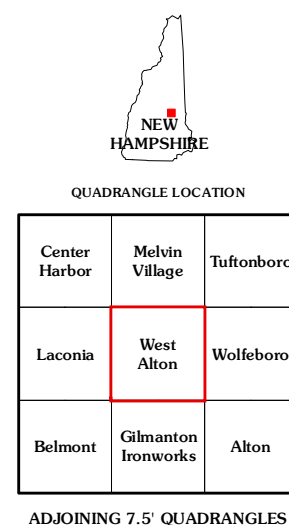 NEW
HAMPSHIRE
QUADRANGLE LOCATION
Center
Harbor
Melvin
Village
Tuftonboro
Laconia
West
Alton
Wolfeboro
Belmont
Gilmanton
Ironworks
Alton
ADJOINING 7.5' QUADRANGLES